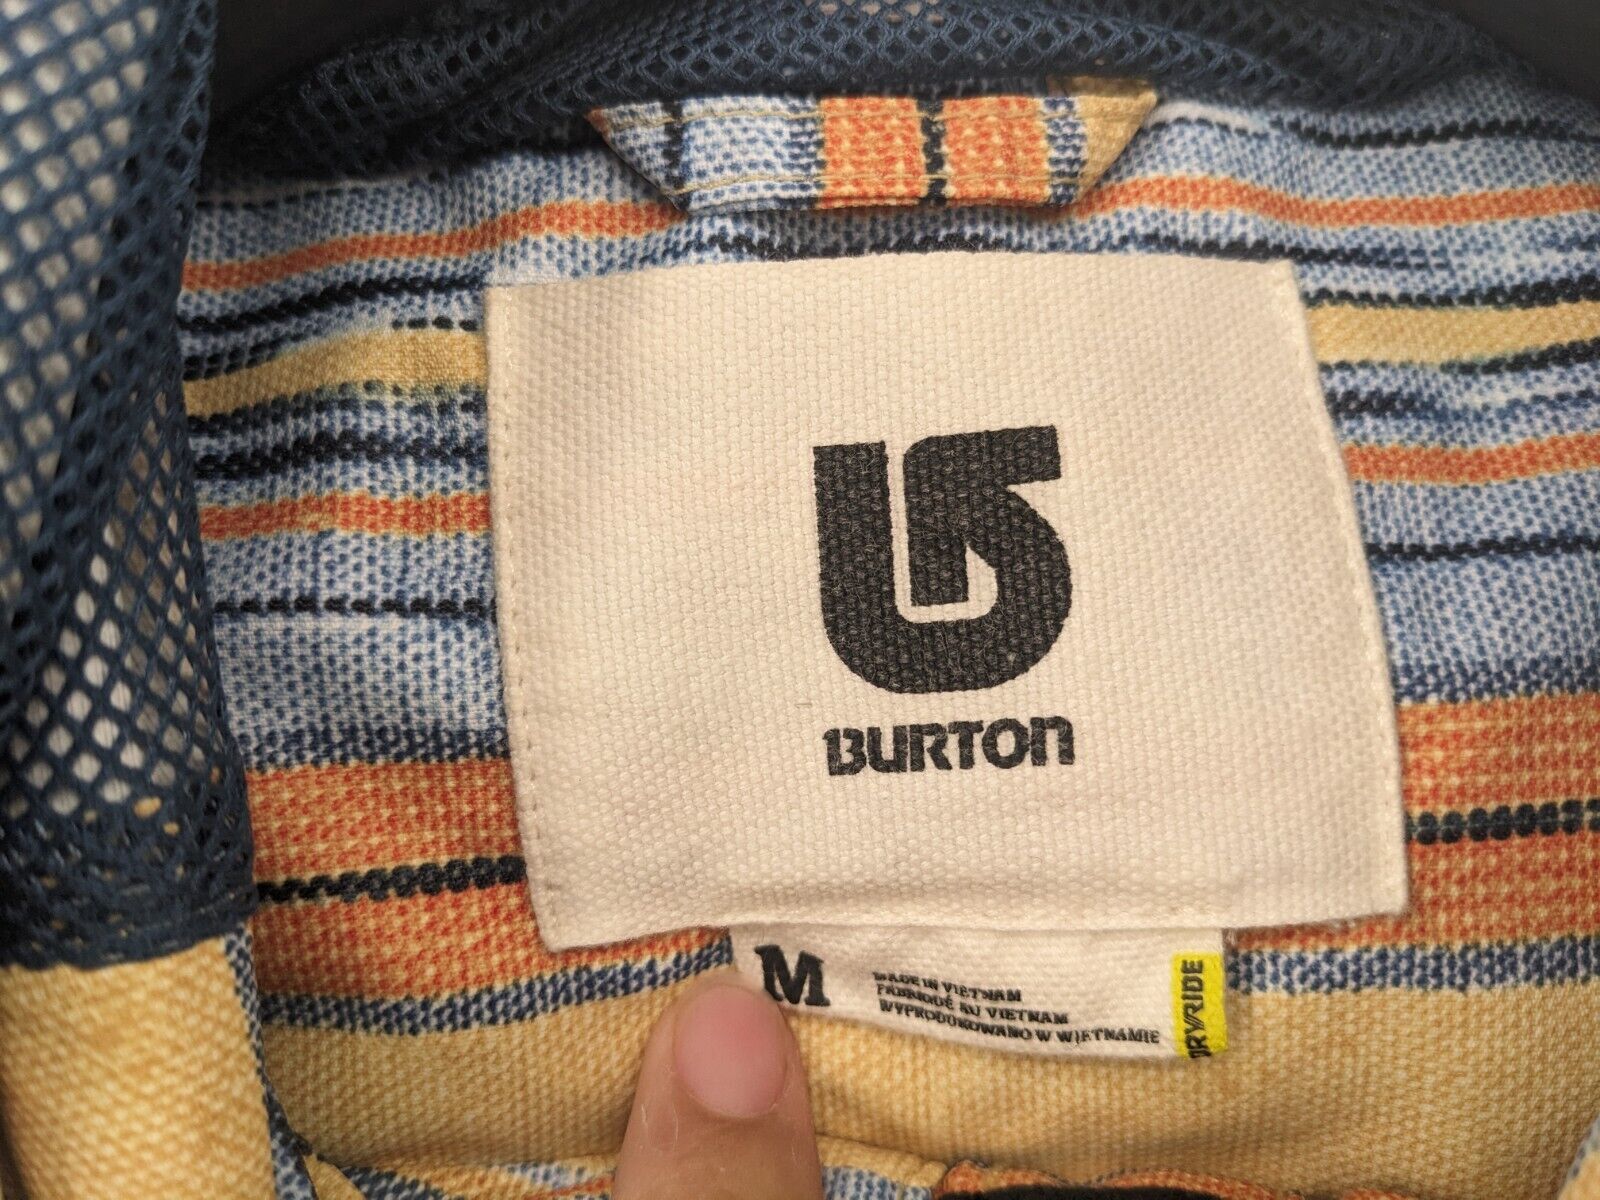 BURTON
M
MADE IN VIETNAM
FABRIQUÉ AU VIETNAM
WYPRODUKOWANO W WIETNAMIE
DRYRIDE